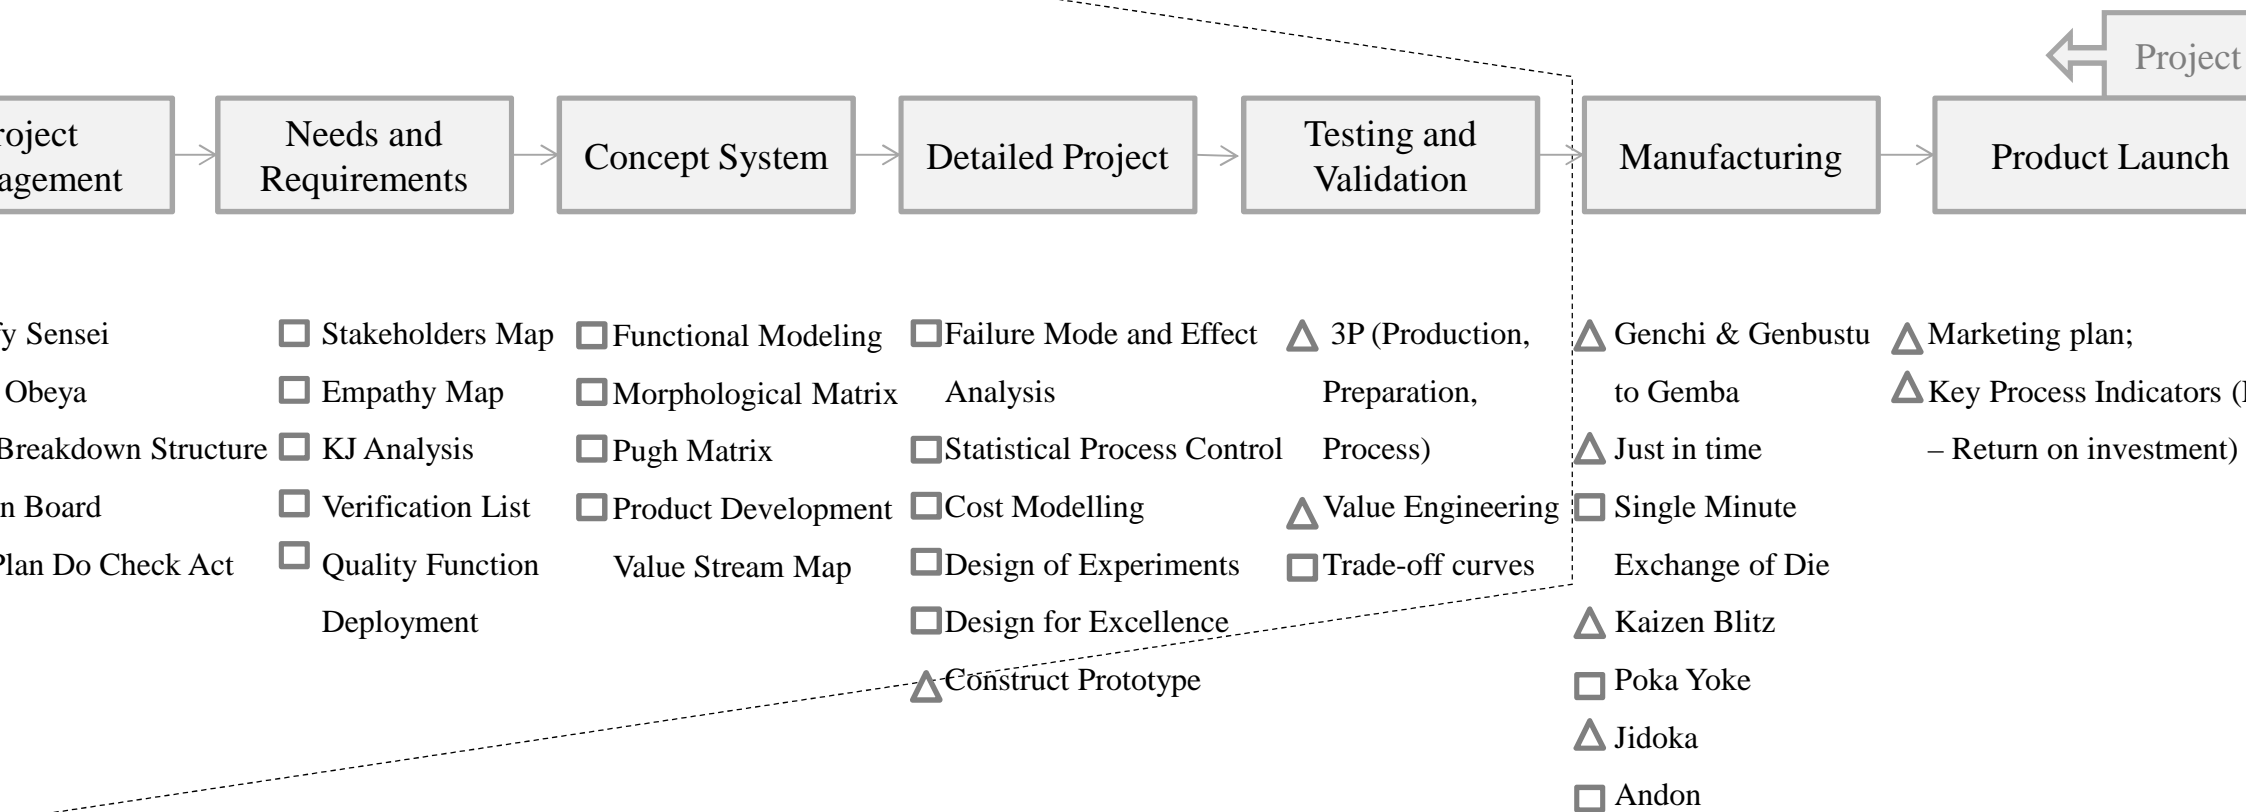 Project
Needs and
Requirements
Concept System
Detailed Project
Testing and
Validation
Manufacturing
Product Launch
Sensei
Obeya
Breakdown Structure
Board
Plan Do Check Act
Stakeholders Map
Empathy Map
KJ Analysis
Verification List
Quality Function
Deployment
Functional Modeling
Morphological Matrix
Pugh Matrix
Product Development
Value Stream Map
Failure Mode and Effect
Analysis
Statistical Process Control
Cost Modelling
Design of Experiments
Design for Excellence
Construct Prototype
3P (Production,
Preparation,
Process)
Value Engineering
Trade-off curves
Genchi & Genbustu
to Gemba
Just in time
Single Minute
Exchange of Die
Kaizen Blitz
Poka Yoke
Jidoka
Andon
Marketing plan;
Key Process Indicators
– Return on investment)